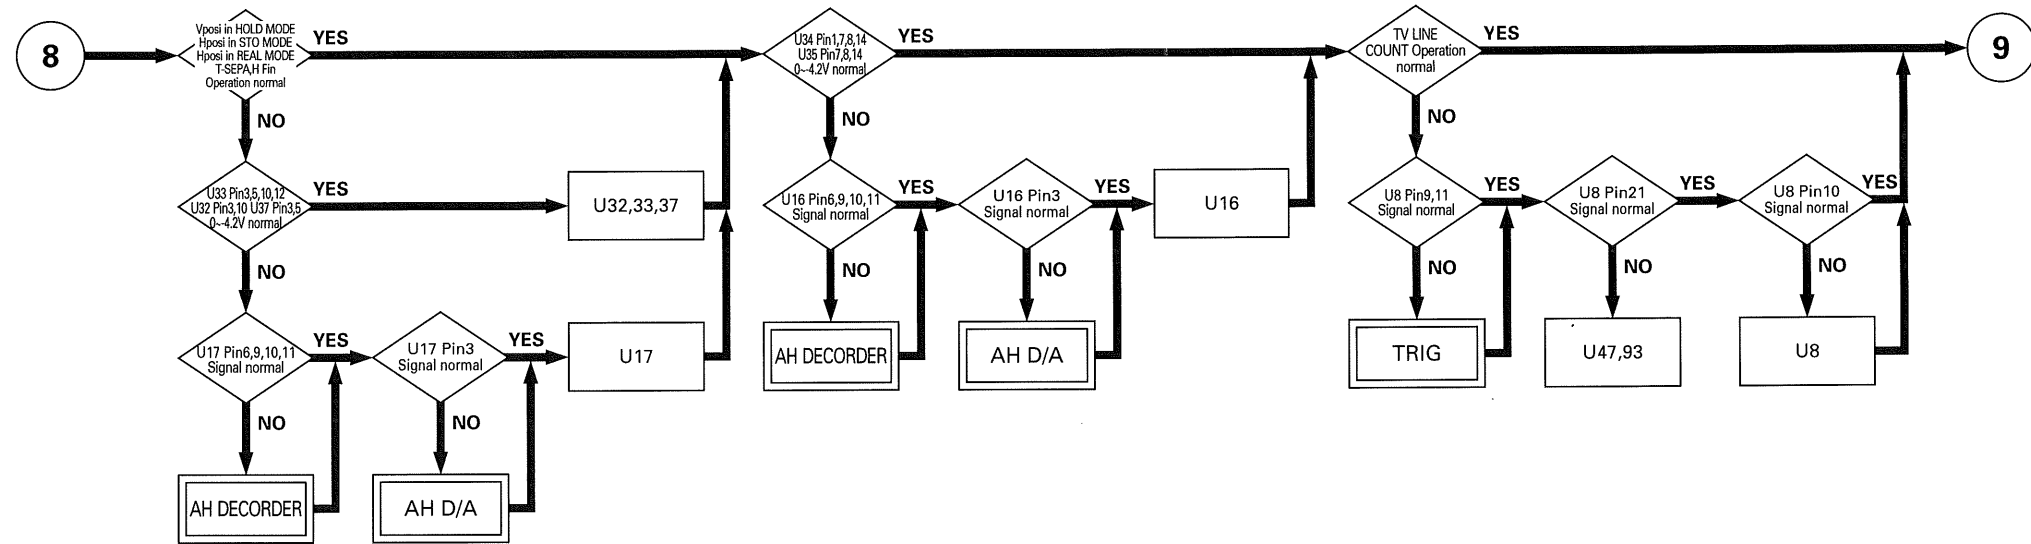 8
Vposi in HOLD MODE
Hposi in STO MODE
Hposi in REAL MODE
T-SEPA,H Fin
Operation normal
YES
NO
U33 Pin3,5,10,12
U32 Pin3,10 U37 Pin3,5
0~-4.2V normal
YES
U32,33,37
NO
U17 Pin6,9,10,11
Signal normal
YES
U17 Pin3
Signal normal
YES
U17
NO
NO
AH DECORDER
AH D/A
U34 Pin1,7,8,14
U35 Pin7,8,14
0~-4.2V normal
YES
NO
U16 Pin6,9,10,11
Signal normal
YES
U16 Pin3
Signal normal
YES
U16
NO
NO
AH DECORDER
AH D/A
TV LINE
COUNT Operation
normal
YES
9
NO
U8 Pin9,11
Signal normal
YES
U8 Pin21
Signal normal
YES
U8 Pin10
Signal normal
YES
NO
NO
NO
TRIG
U47,93
U8